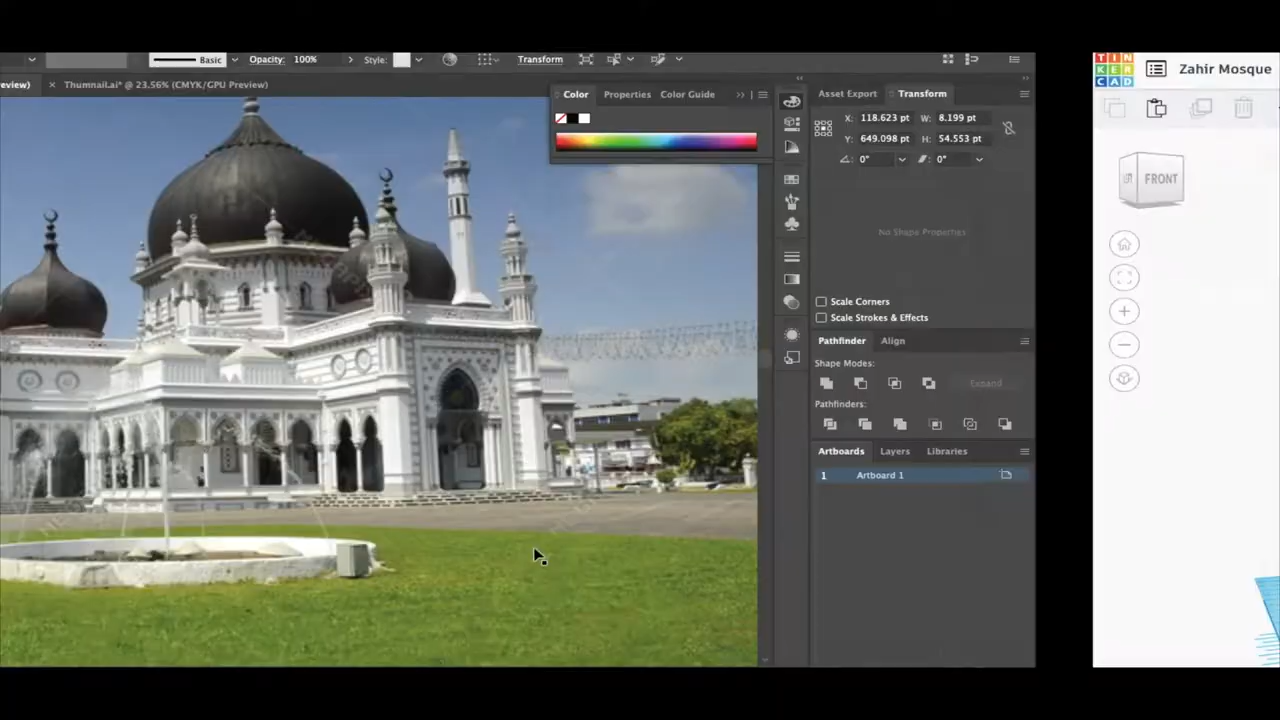 Basic
Opacity:
100%
Style:
Transform
eview)
× Thumnail.ai* @ 23.56% (CMYK/GPU Preview)
Color
Properties
Color Guide
Asset Export
Transform
X:
118.623 pt
W:
8.199 pt
Y:
649.098 pt
H:
54.553 pt
0°
0°
No Shape Properties
Scale Corners
Scale Strokes & Effects
Pathfinder
Align
Shape Modes:
Expand
Pathfinders:
Artboards
Layers
Libraries
1
Artboard 1
TIN
KER
CAD
Zahir Mosque
FRONT